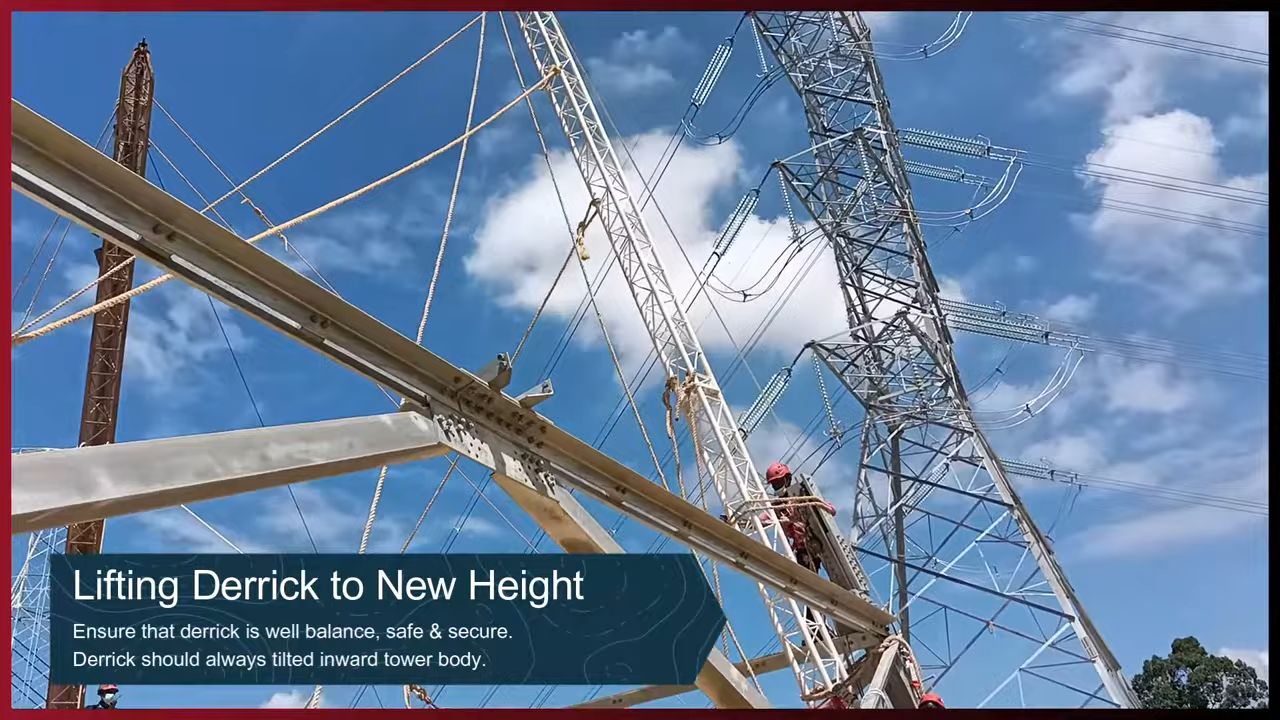 Lifting Derrick to New Height
Ensure that derrick is well balance, safe & secure.
Derrick should always tilted inward tower body.